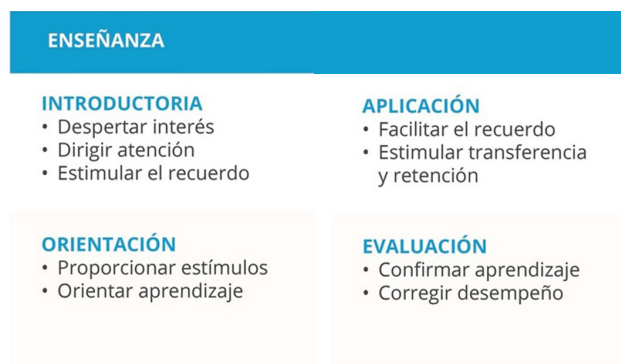 ENSEÑANZA
INTRODUCTORIA
• Despertar interés
• Dirigir atención
• Estimular el recuerdo
APLICACIÓN
• Facilitar el recuerdo
• Estimular transferencia
y retención
ORIENTACIÓN
• Proporcionar estímulos
• Orientar aprendizaje
EVALUACIÓN
• Confirmar aprendizaje
• Corregir desempeño